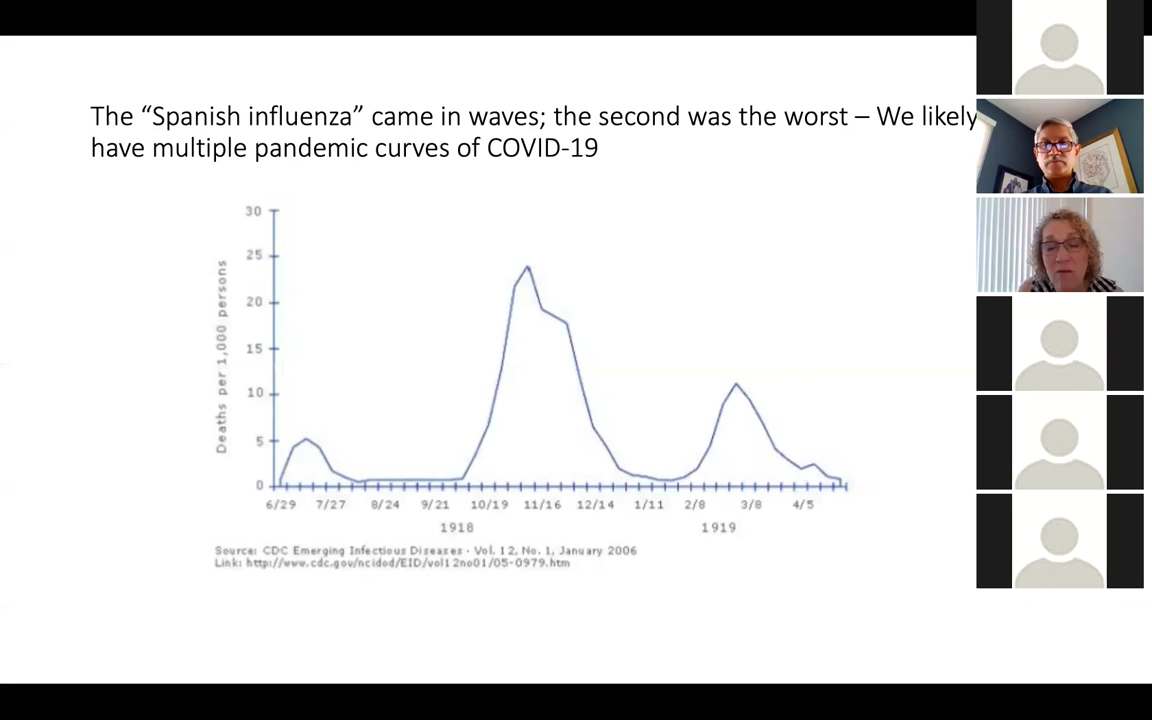 The “Spanish influenza” came in waves; the second was the worst – We likely
have multiple pandemic curves of COVID-19
30
25
20
15
10
5
0
Deaths per 1,000 persons
6/29 7/27 8/24 9/21 10/19 11/16 12/14 1/11 2/8 3/8 4/5
1918 1919
Source: CDC Emerging Infectious Diseases · Vol. 12, No. 1, January 2006
Link: http://www.cdc.gov/ncidod/EID/vol12no01/05-0979.htm